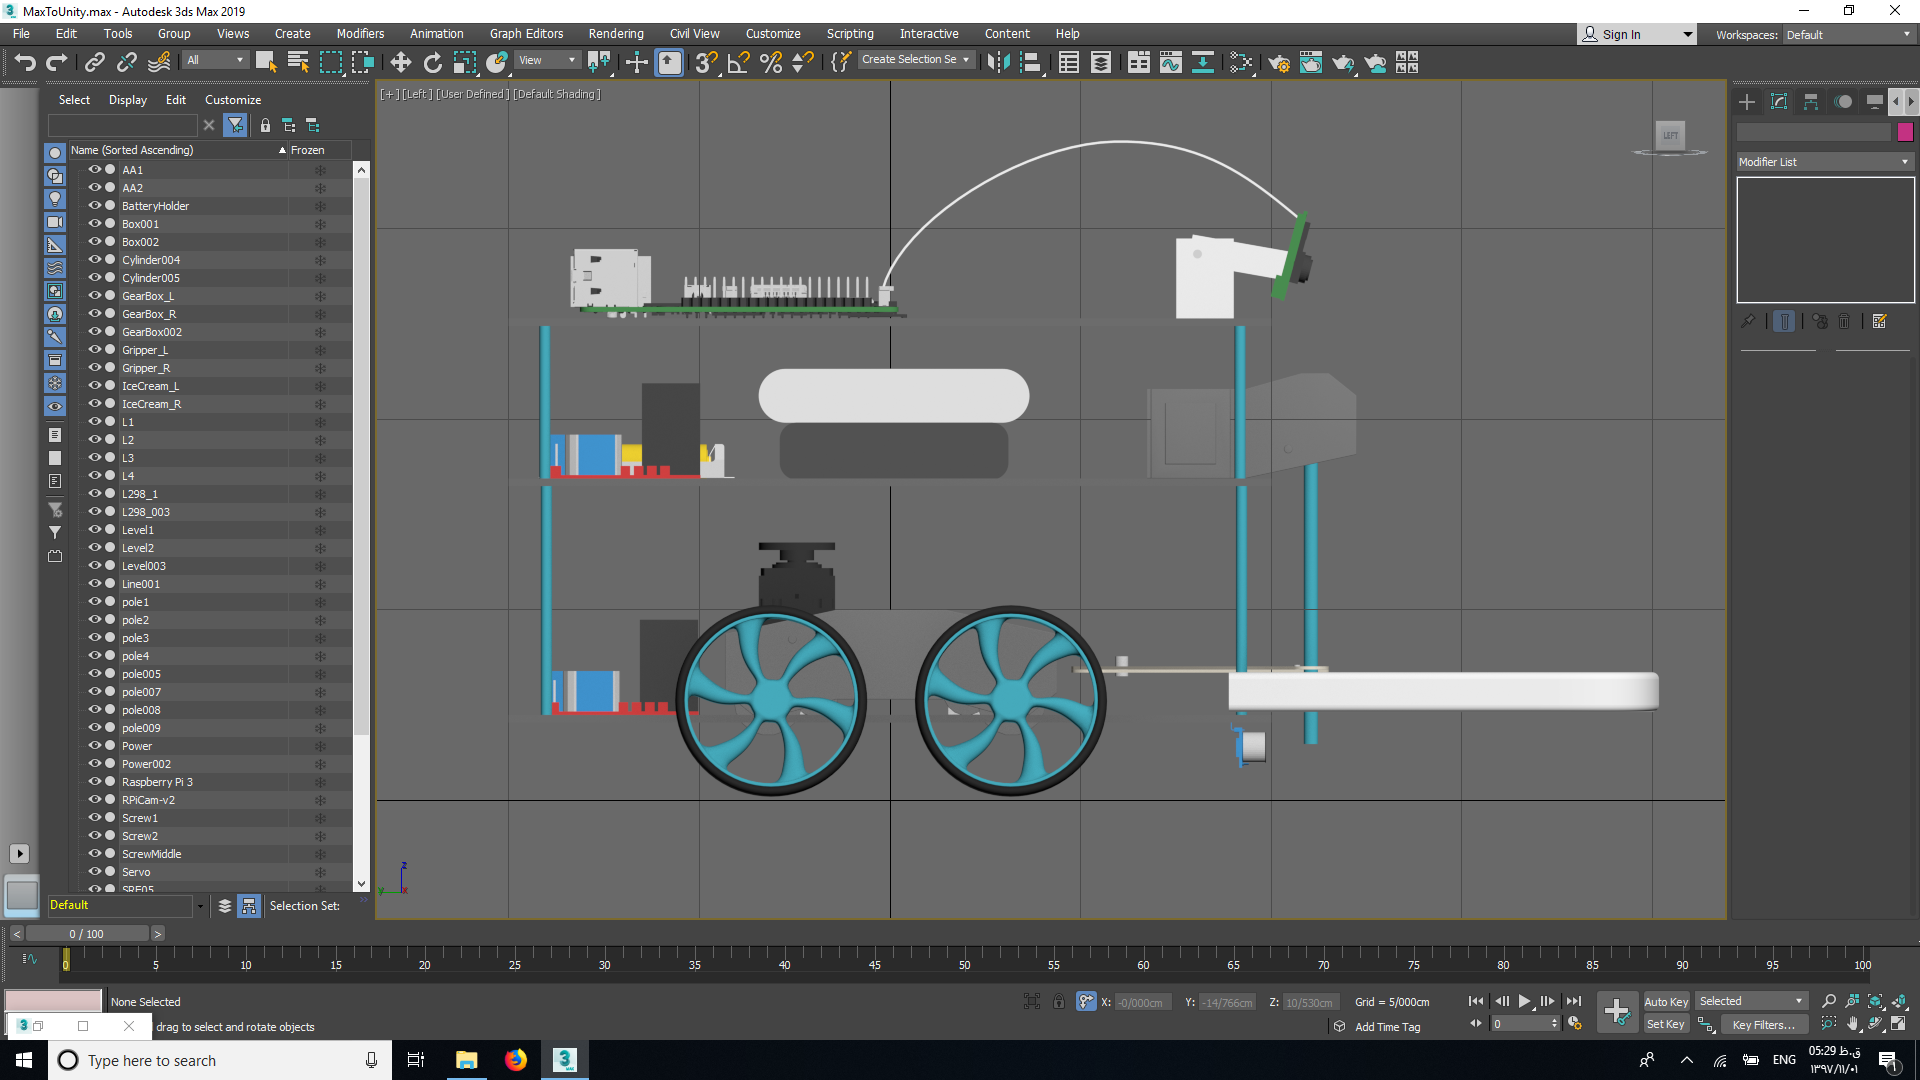 MaxToUnity.max - Autodesk 3ds Max 2019
File Edit Tools Group Views Create Modifiers Animation Graph Editors Rendering Civil View Customize Scripting Interactive Content Help Sign In Workspaces: Default
All View Create Selection Se
Select Display Edit Customize
[+] [Left] [User Defined] [Default Shading]
LEFT
Name (Sorted Ascending) Frozen
Modifier List
AA1
AA2
BatteryHolder
Box001
Box002
Cylinder004
Cylinder005
GearBox_L
GearBox_R
GearBox002
Gripper_L
Gripper_R
IceCream_L
IceCream_R
L1
L2
L3
L4
L298_1
L298_003
Level1
Level2
Level003
Line001
pole1
pole2
pole3
pole4
pole005
pole007
pole008
pole009
Power
Power002
Raspberry Pi 3
RPiCam-v2
Screw1
Screw2
ScrewMiddle
Servo
SRF05
z
y x
Default Selection Set:
< 0 / 100 >
0 5 10 15 20 25 30 35 40 45 50 55 60 65 70 75 80 85 90 95 100
None Selected X: -0/000cm Y: -14/766cm Z: 10/530cm Grid = 5/000cm Auto Key Selected
drag to select and rotate objects Add Time Tag 0 Set Key Key Filters...
Type here to search ENG 05:29 ق.ظ
۱۳۹۷/۱۱/۰۱